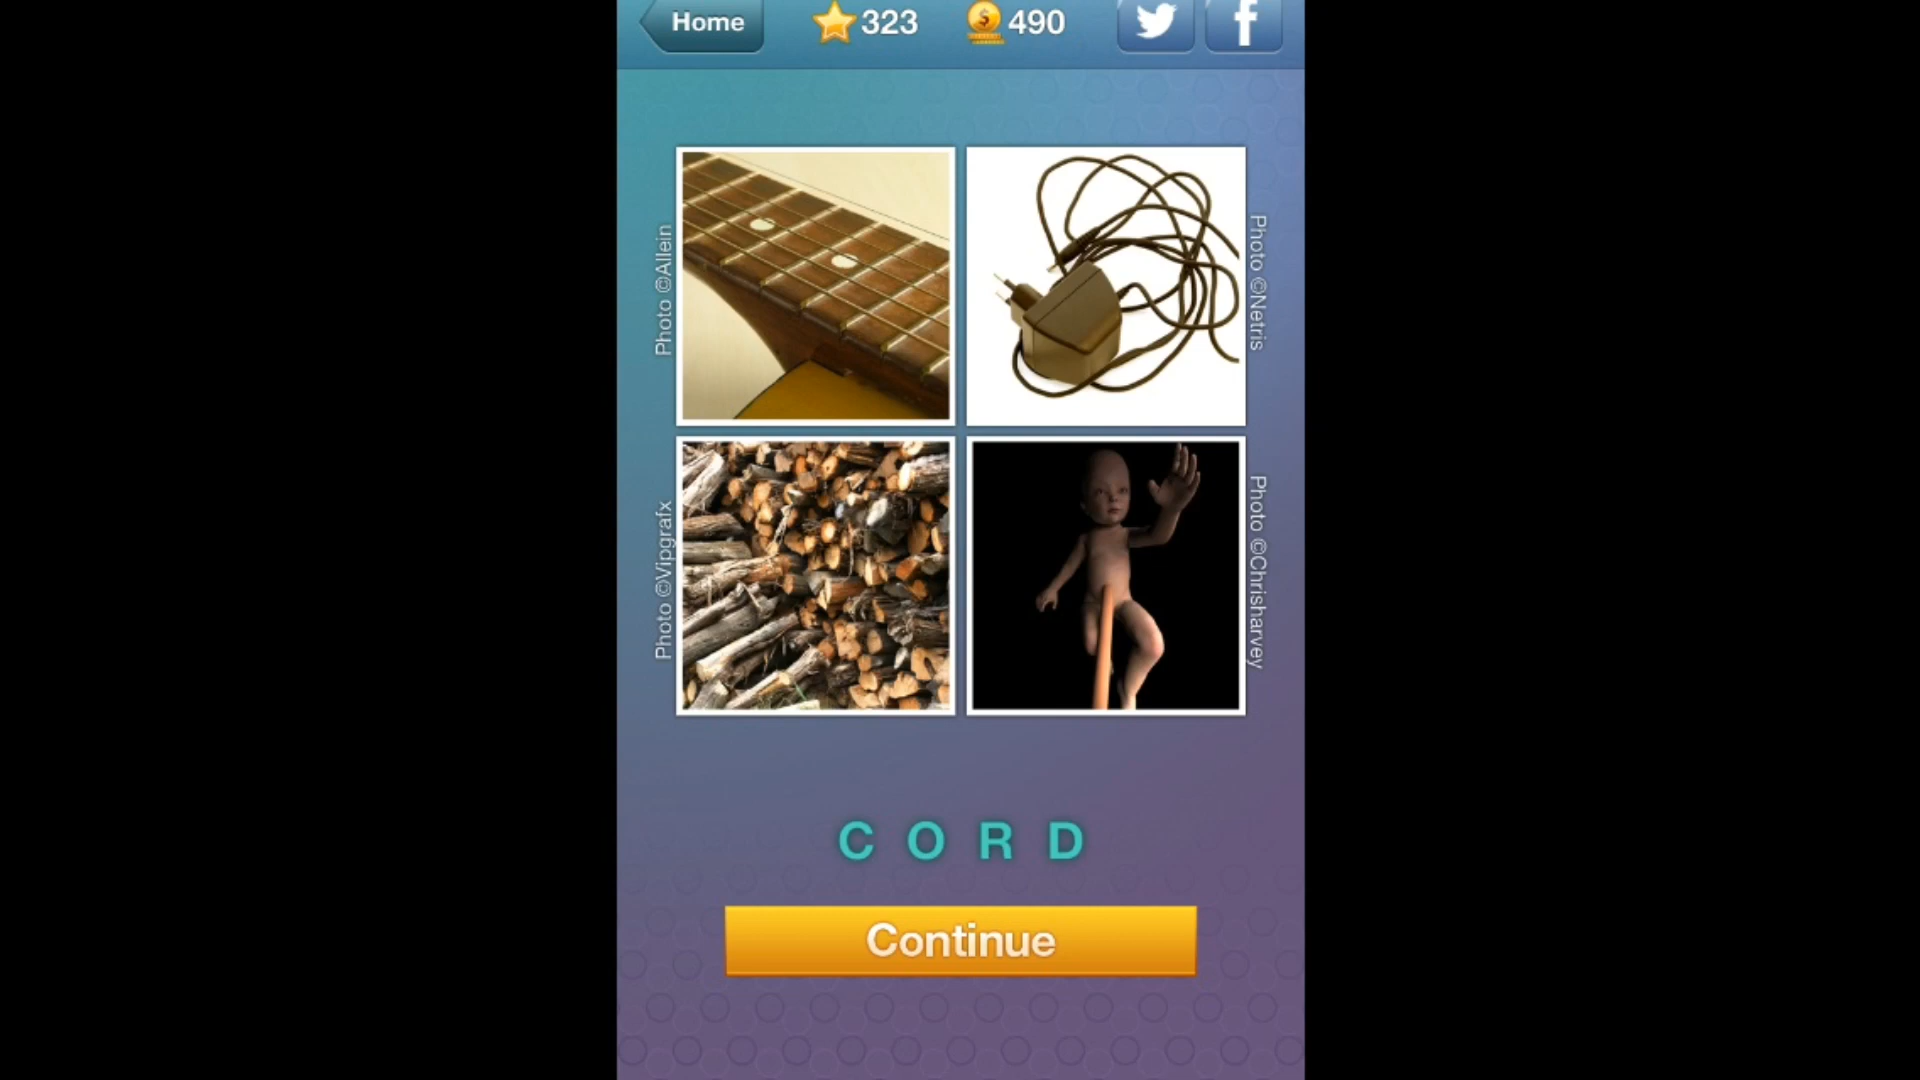 Home
323
490
Photo ©Allein
Photo ©Netris
Photo ©Vipgrafx
Photo ©Chrisharvey
C O R D
Continue